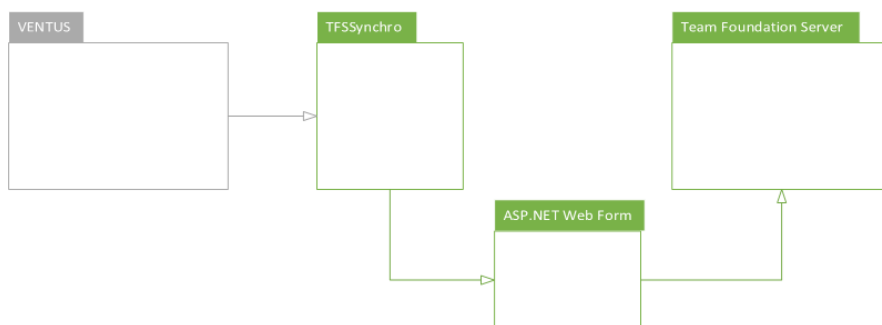 VENTUS
TFSSynchro
Team Foundation Server
ASP.NET Web Form